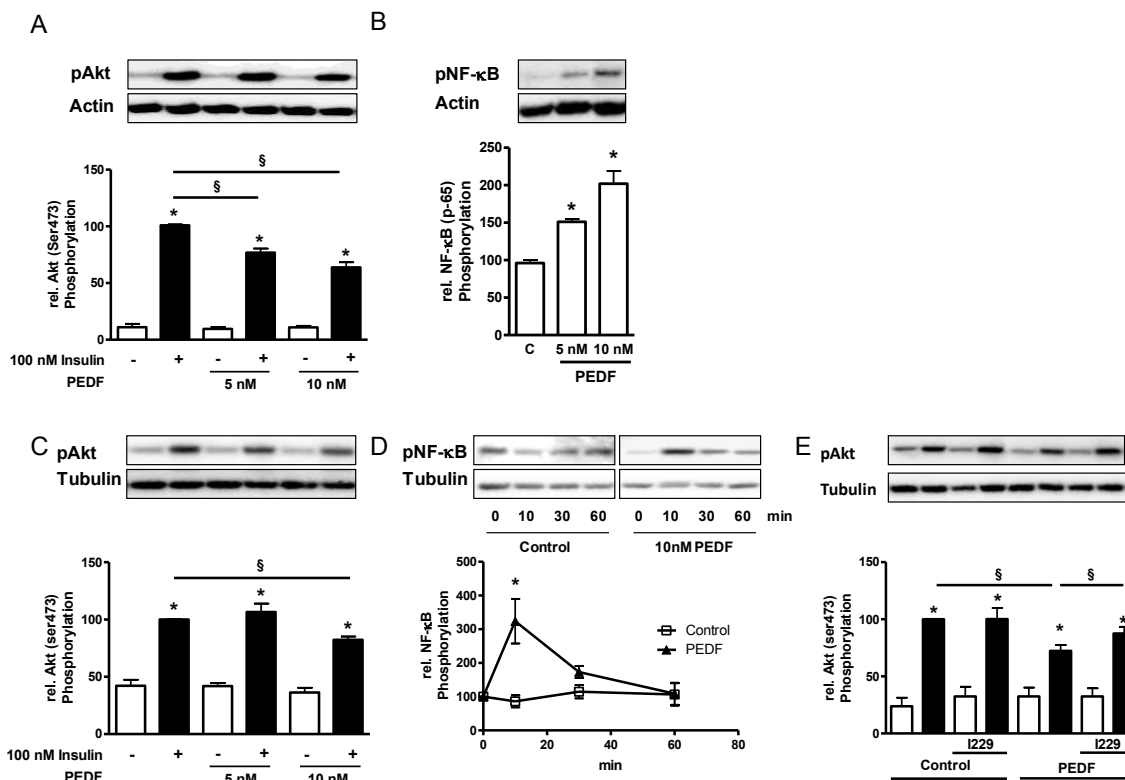 A
pAkt
Actin
§
§
150
100
50
0
rel. Akt (Ser473)
Phosphorylation
* * *
100 nM Insulin - + - + - +
PEDF 5 nM 10 nM
B
pNF-κB
Actin
250
200
150
100
50
0
rel. NF-κB (p-65)
Phosphorylation
* *
C 5 nM 10 nM
PEDF
C
pAkt
Tubulin
§
150
100
50
0
rel. Akt (ser473)
Phosphorylation
* * *
100 nM Insulin - + - + - +
PEDF 5 nM 10 nM
D
pNF-κB
Tubulin
0 10 30 60 0 10 30 60 min
Control 10nM PEDF
500
400
300
200
100
0
rel. NF-κB
Phosphorylation
*
Control
PEDF
0 20 40 60 80
min
E
pAkt
Tubulin
§ §
150
100
50
0
rel. Akt (ser473)
Phosphorylation
* * * *
I229 I229
Control PEDF